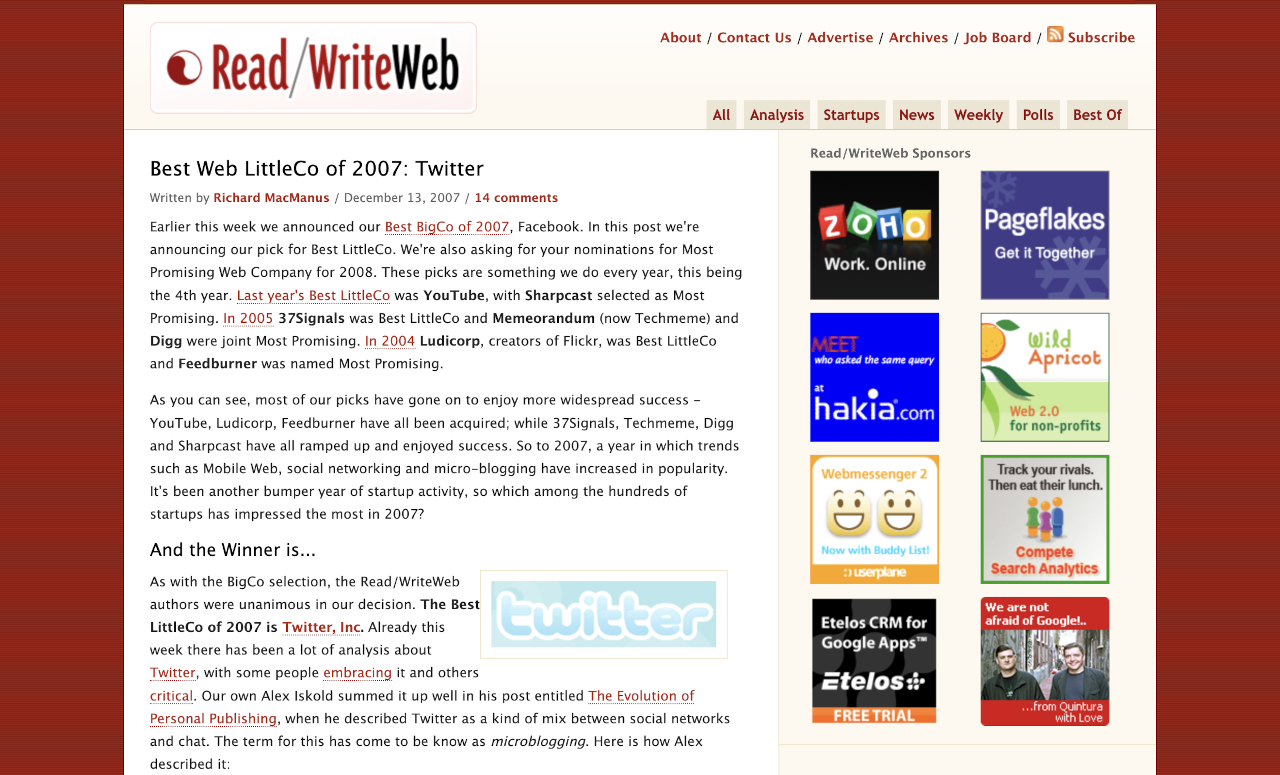 Read/WriteWeb
About / Contact Us / Advertise / Archives / Job Board / Subscribe
All Analysis Startups News Weekly Polls Best Of
Best Web LittleCo of 2007: Twitter
Written by Richard MacManus / December 13, 2007 / 14 comments
Earlier this week we announced our Best BigCo of 2007, Facebook. In this post we're
announcing our pick for Best LittleCo. We're also asking for your nominations for Most
Promising Web Company for 2008. These picks are something we do every year, this being
the 4th year. Last year's Best LittleCo was YouTube, with Sharpcast selected as Most
Promising. In 2005 37Signals was Best LittleCo and Memeorandum (now Techmeme) and
Digg were joint Most Promising. In 2004 Ludicorp, creators of Flickr, was Best LittleCo
and Feedburner was named Most Promising.
As you can see, most of our picks have gone on to enjoy more widespread success –
YouTube, Ludicorp, Feedburner have all been acquired; while 37Signals, Techmeme, Digg
and Sharpcast have all ramped up and enjoyed success. So to 2007, a year in which trends
such as Mobile Web, social networking and micro-blogging have increased in popularity.
It's been another bumper year of startup activity, so which among the hundreds of
startups has impressed the most in 2007?
And the Winner is...
As with the BigCo selection, the Read/WriteWeb
authors were unanimous in our decision. The Best
LittleCo of 2007 is Twitter, Inc. Already this
week there has been a lot of analysis about
Twitter, with some people embracing it and others
critical. Our own Alex Iskold summed it up well in his post entitled The Evolution of
Personal Publishing, when he described Twitter as a kind of mix between social networks
and chat. The term for this has come to be know as microblogging. Here is how Alex
described it:
twitter
Read/WriteWeb Sponsors
ZOHO
Work. Online
Pageflakes
Get it Together
MEET
who asked the same query
at
hakia.com
Wild
Apricot
Web 2.0
for non-profits
Webmessenger 2
Now with Buddy List!
userplane
Track your rivals.
Then eat their lunch.
Compete
Search Analytics
Etelos CRM for
Google Apps™
Etelos
FREE TRIAL
We are not
afraid of Google!..
...from Quintura
with Love